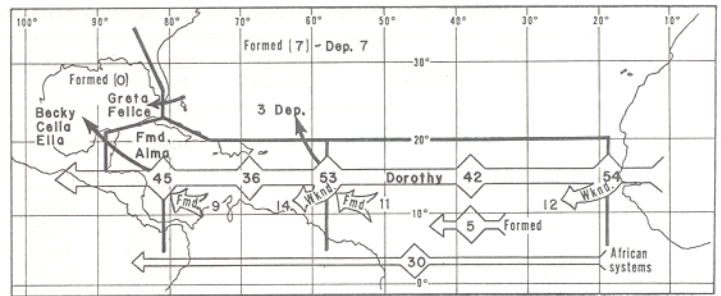 100° 90° 80° 70° 60° 50° 40° 30° 20° 10° 0°
Formed (7) - Dep. 7
30°
Formed (0)
Greta
Felice
Becky
Cella
Ella
3 Dep.
Fmd.
Alma
20°
45 36 53 Dorothy 42 54
Wknd. Wknd.
Fmd. 9 14 Fmd. 11 12
10°
5 Formed
African
systems
30
0°